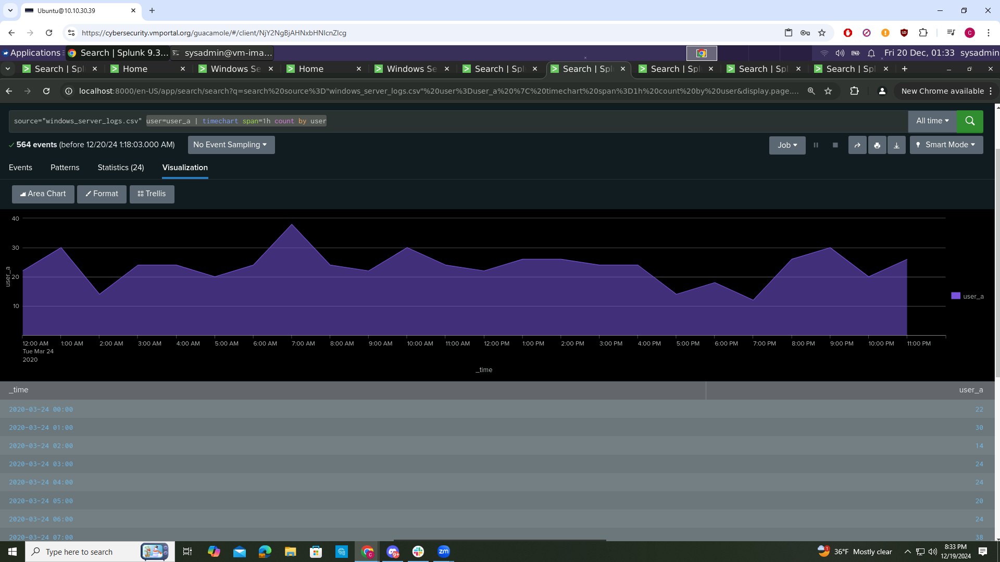 Ubuntu@10.10.30.39
https://cybersecurity.vmportal.org/guacamole/#/client/NjY2NgBjAHNxbHNlcnZlcg
Applications
Search | Splunk 9.3...
sysadmin@vm-ima...
Fri 20 Dec, 01:33 sysadmin
Search | Spl
Home
Windows Se
Home
Windows Se
Search | Spl
Search | Spl
Search | Spl
Search | Spl
Search | Spl
localhost:8000/en-US/app/search/search?q=search%20source%3D"windows_server_logs.csv"%20user%3Duser_a%20%7C%20timechart%20span%3D1h%20count%20by%20user&display.page....
New Chrome available
source="windows_server_logs.csv" user=user_a | timechart span=1h count by user
All time
564 events (before 12/20/24 1:18:03.000 AM)
No Event Sampling
Job
Smart Mode
Events
Patterns
Statistics (24)
Visualization
Area Chart
Format
Trellis
40
30
20
10
user_a
user_a
12:00 AM 1:00 AM 2:00 AM 3:00 AM 4:00 AM 5:00 AM 6:00 AM 7:00 AM 8:00 AM 9:00 AM 10:00 AM 11:00 AM 12:00 PM 1:00 PM 2:00 PM 3:00 PM 4:00 PM 5:00 PM 6:00 PM 7:00 PM 8:00 PM 9:00 PM 10:00 PM 11:00 PM
Tue Mar 24
2020
_time
_time user_a
2020-03-24 00:00 22
2020-03-24 01:00 30
2020-03-24 02:00 14
2020-03-24 03:00 24
2020-03-24 04:00 24
2020-03-24 05:00 20
2020-03-24 06:00 24
2020-03-24 07:00 38
Type here to search
36°F Mostly clear
8:33 PM
12/19/2024